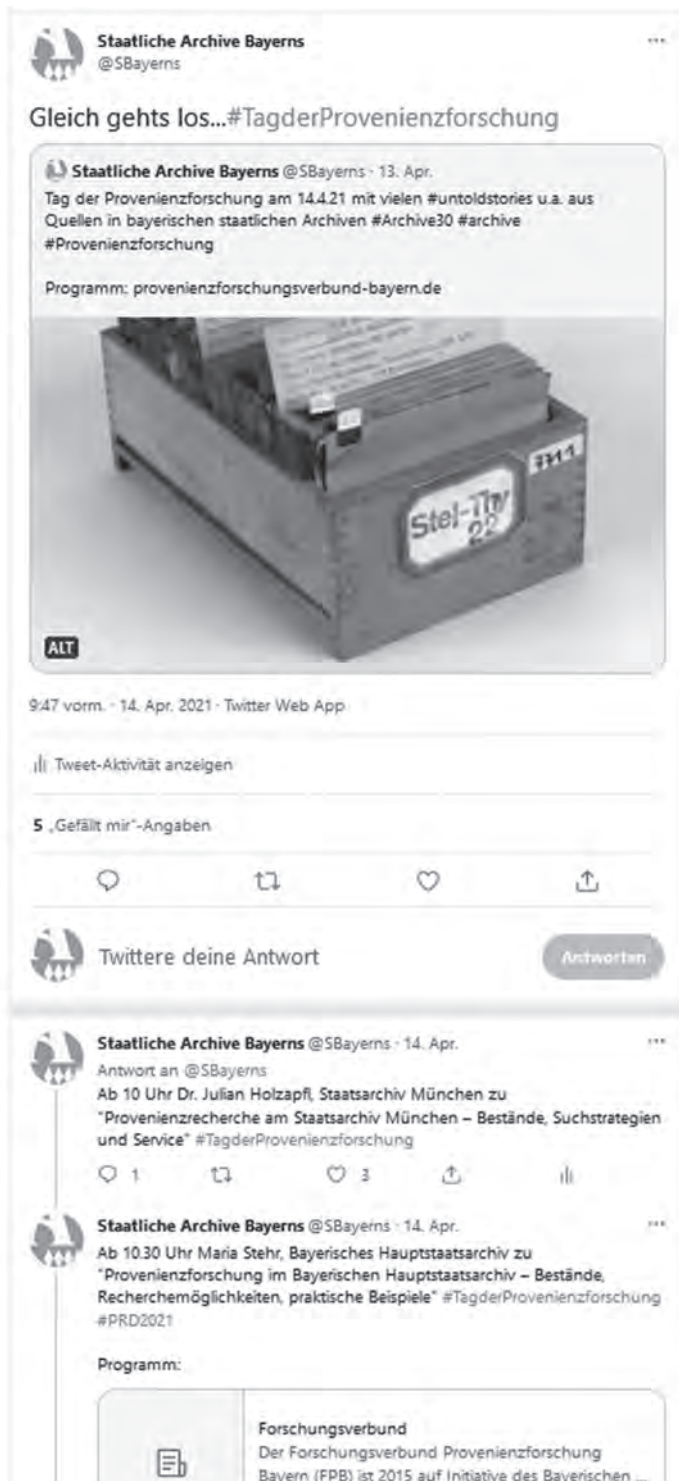 Staatliche Archive Bayerns
@SBayerns
Gleich gehts los...#TagderProvenienzforschung
Staatliche Archive Bayerns @SBayerns · 13. Apr.
Tag der Provenienzforschung am 14.4.21 mit vielen #untoldstories u.a. aus
Quellen in bayerischen staatlichen Archiven #Archive30 #archive
#Provenienzforschung
Programm: provenienzforschungsverbund-bayern.de
Stel-Thy
22
ALT
9:47 vorm. · 14. Apr. 2021 · Twitter Web App
Tweet-Aktivität anzeigen
5 „Gefällt mir“-Angaben
Twittere deine Antwort
Antworten
Staatliche Archive Bayerns @SBayerns · 14. Apr.
Antwort an @SBayerns
Ab 10 Uhr Dr. Julian Holzapfl, Staatsarchiv München zu
"Provenienzrecherche am Staatsarchiv München – Bestände, Suchstrategien
und Service" #TagderProvenienzforschung
1 3
Staatliche Archive Bayerns @SBayerns · 14. Apr.
Ab 10.30 Uhr Maria Stehr, Bayerisches Hauptstaatsarchiv zu
"Provenienzforschung im Bayerischen Hauptstaatsarchiv – Bestände,
Recherchemöglichkeiten, praktische Beispiele" #TagderProvenienzforschung
#PRD2021
Programm:
Forschungsverbund
Der Forschungsverbund Provenienzforschung
Bayern (FPB) ist 2015 auf Initiative des Bayerischen ...